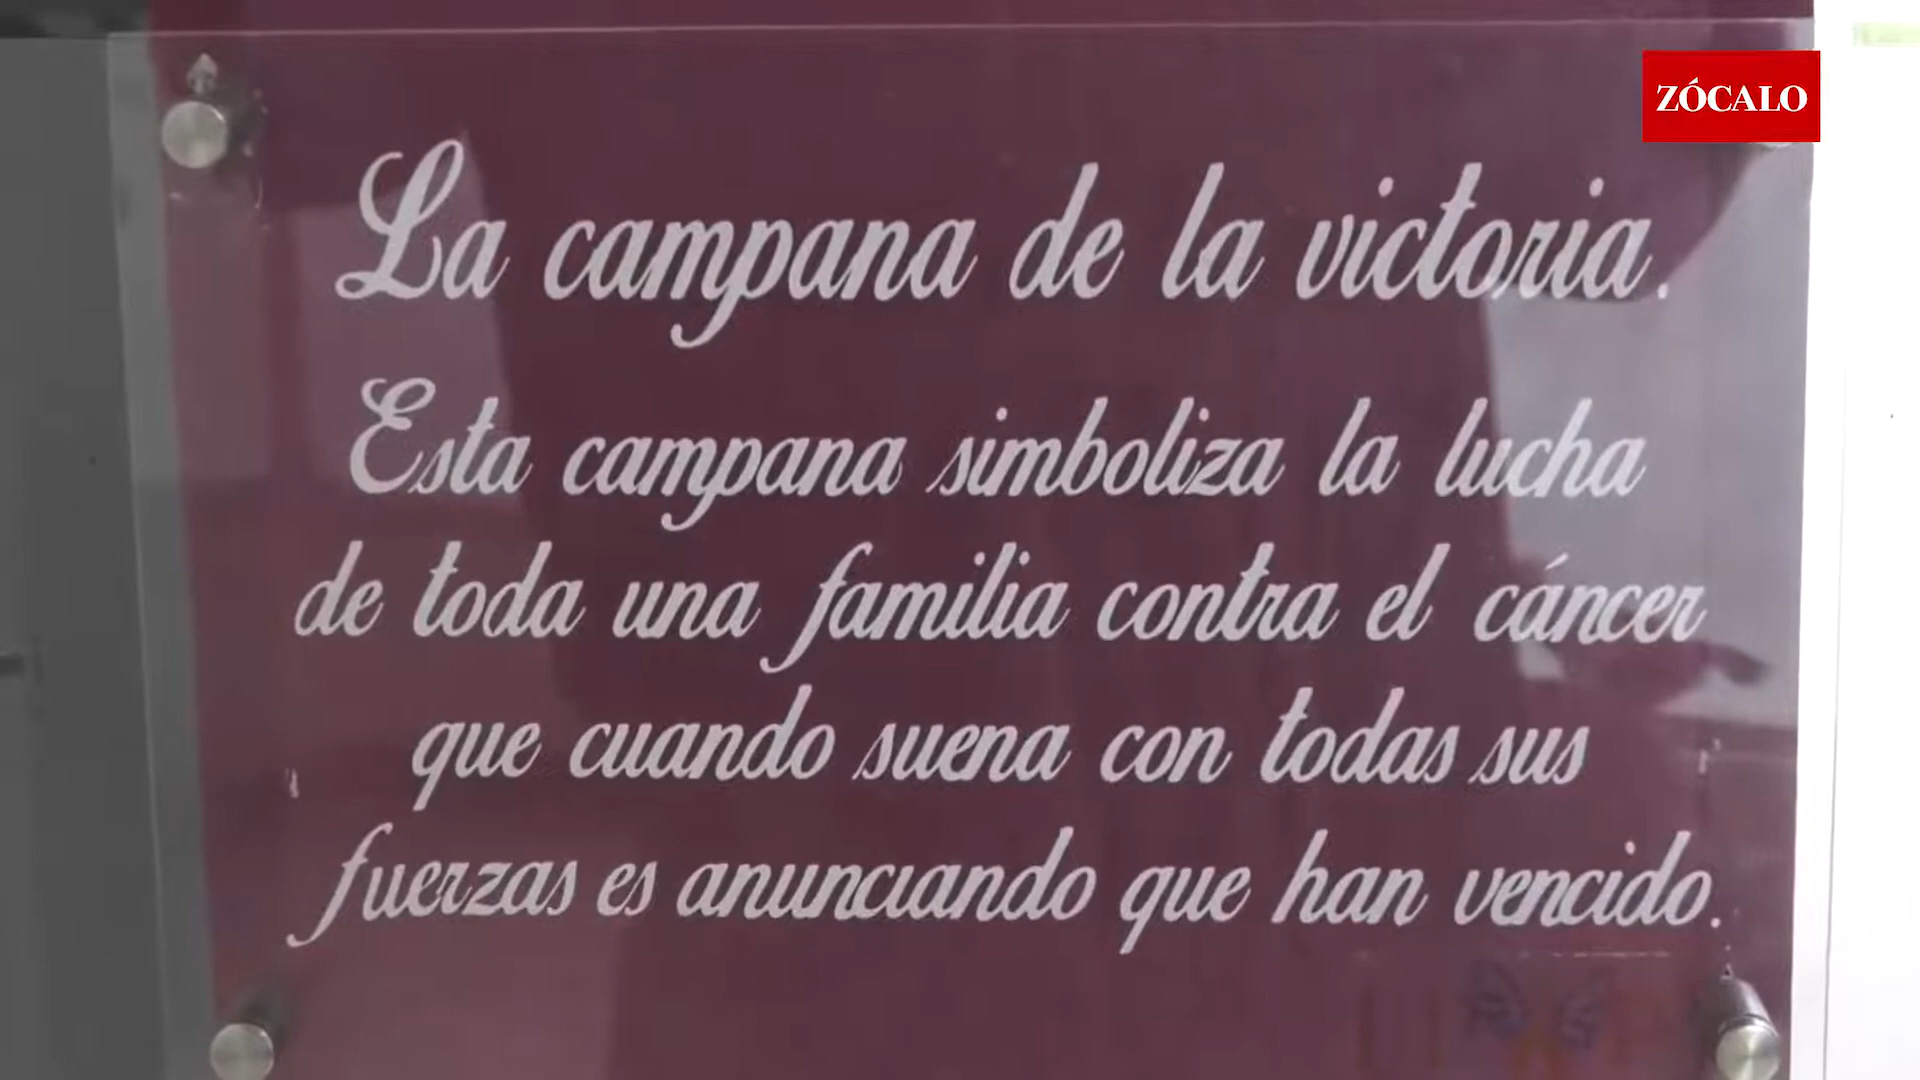 ZÓCALO
La campana de la victoria.
Esta campana simboliza la lucha
de toda una familia contra el cáncer
que cuando suena con todas sus
fuerzas es anunciando que han vencido.